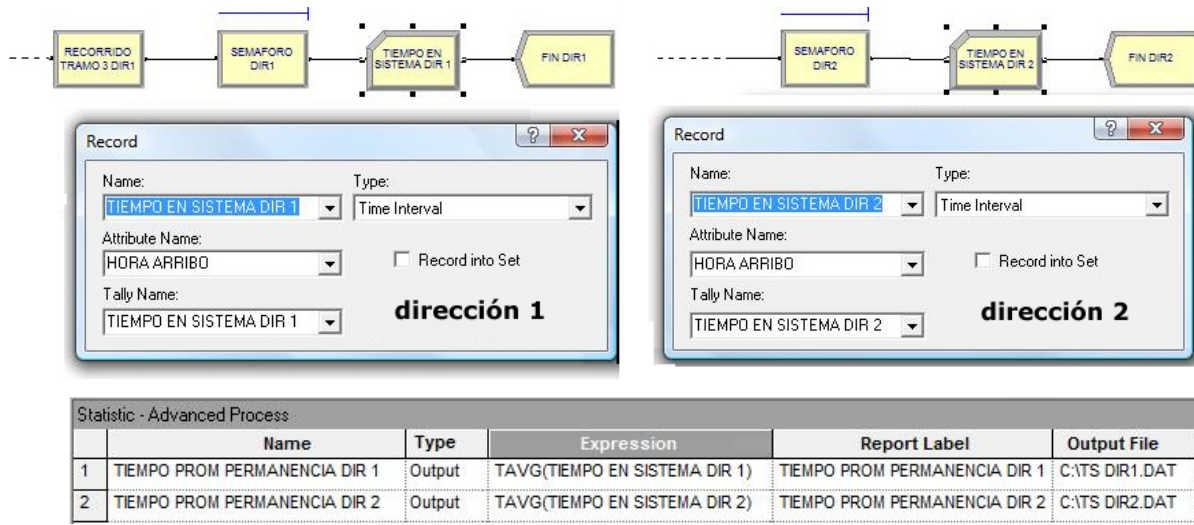 RECORRIDO
TRAMO 3 DIR1
SEMAFORO
DIR1
TIEMPO EN
SISTEMA DIR 1
FIN DIR1
SEMAFORO
DIR2
TIEMPO EN
SISTEMA DIR 2
FIN DIR2
Record
Name:
Type:
TIEMPO EN SISTEMA DIR 1
Time Interval
Attribute Name:
HORA ARRIBO
Record into Set
Tally Name:
TIEMPO EN SISTEMA DIR 1
dirección 1
Record
Name:
Type:
TIEMPO EN SISTEMA DIR 2
Time Interval
Attribute Name:
HORA ARRIBO
Record into Set
Tally Name:
TIEMPO EN SISTEMA DIR 2
dirección 2
Statistic - Advanced Process
Name Type Expression Report Label Output File
1 TIEMPO PROM PERMANENCIA DIR 1 Output TAVG(TIEMPO EN SISTEMA DIR 1) TIEMPO PROM PERMANENCIA DIR 1 C:\TS DIR1.DAT
2 TIEMPO PROM PERMANENCIA DIR 2 Output TAVG(TIEMPO EN SISTEMA DIR 2) TIEMPO PROM PERMANENCIA DIR 2 C:\TS DIR2.DAT